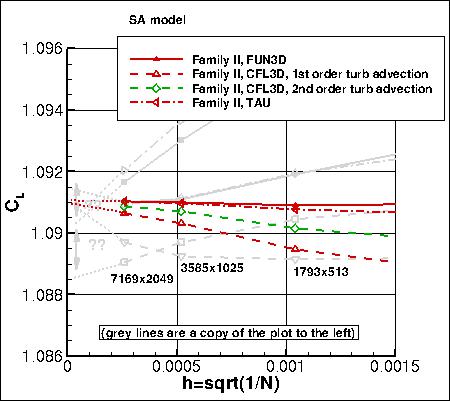 SA model
Family II, FUN3D
Family II, CFL3D, 1st order turb advection
Family II, CFL3D, 2nd order turb advection
Family II, TAU
1.096
1.094
1.092
1.09
1.088
1.086
CL
??
7169x2049
3585x1025
1793x513
(grey lines are a copy of the plot to the left)
0
0.0005
0.001
0.0015
h=sqrt(1/N)